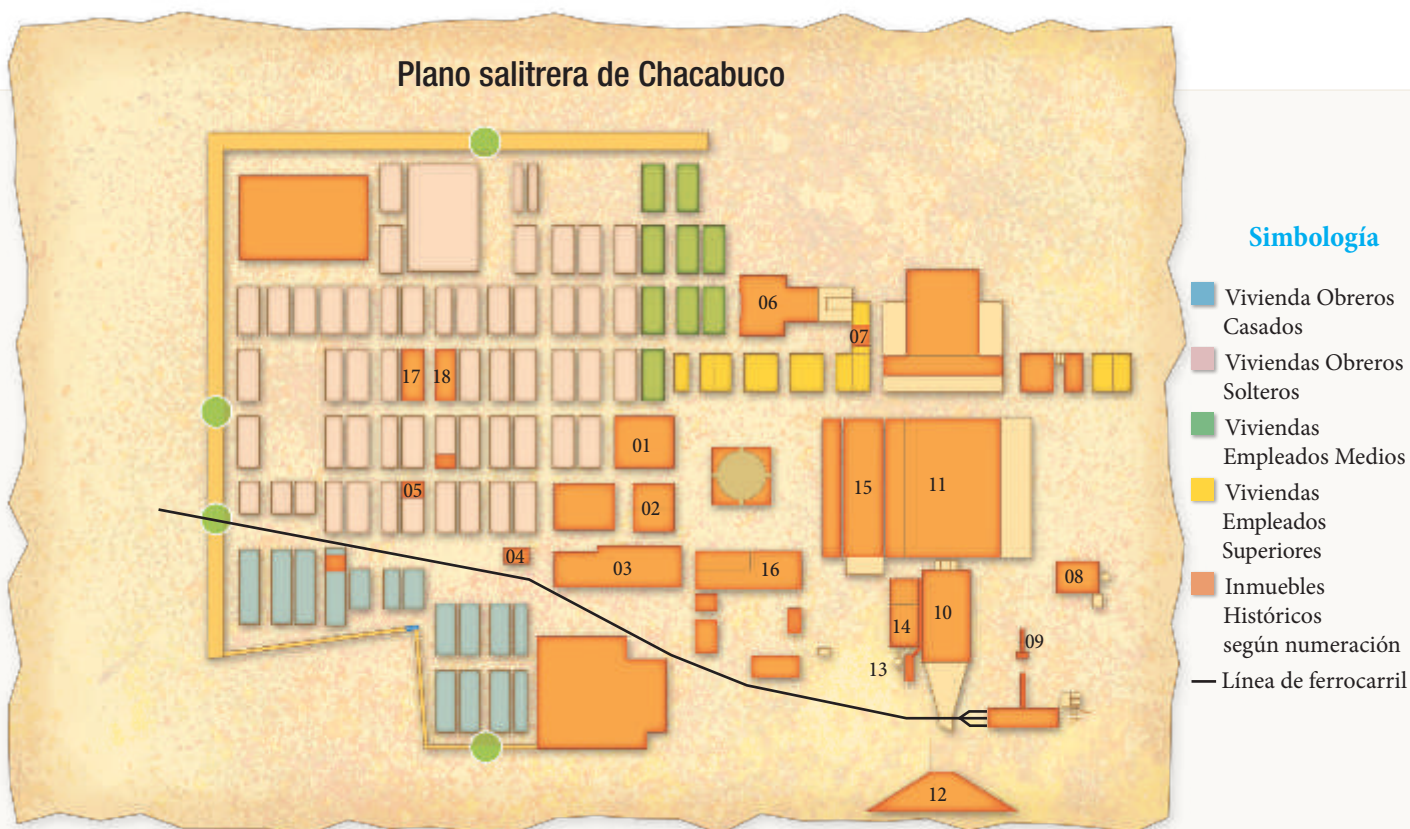 Plano salitrera de Chacabuco
06
07
17
18
01
15
11
05
02
04
03
16
08
10
14
09
13
12
Simbología
Vivienda Obreros
Casados
Viviendas Obreros
Solteros
Viviendas
Empleados Medios
Viviendas
Empleados
Superiores
Inmuebles
Históricos
según numeración
Línea de ferrocarril